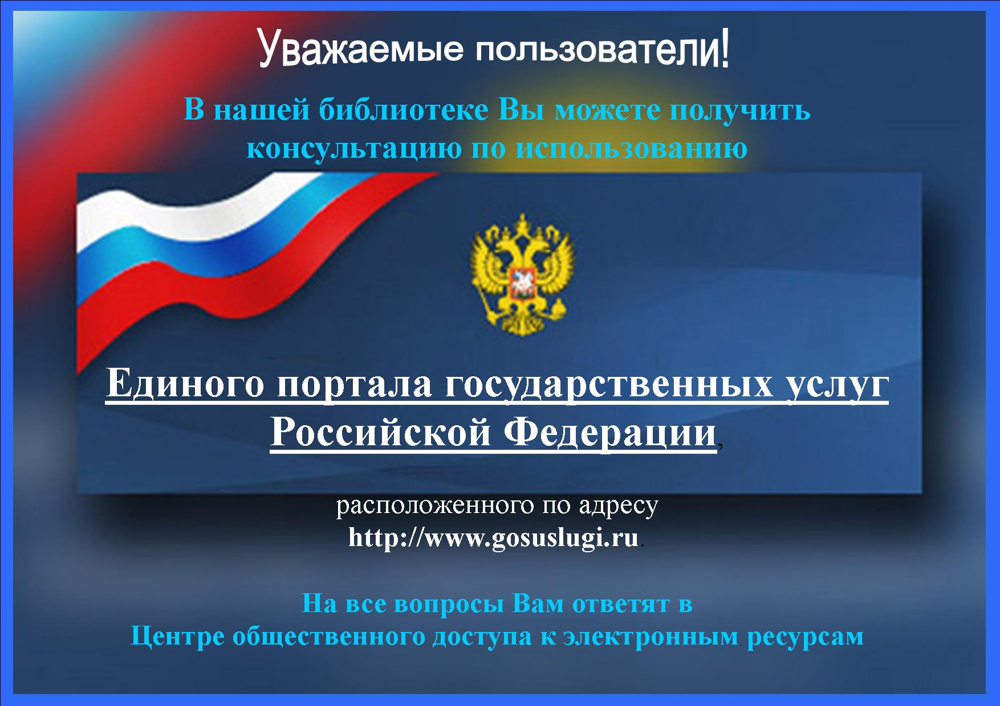 Уважаемые пользователи!
В нашей библиотеке Вы можете получить
консультацию по использованию
Единого портала государственных услуг
Российской Федерации,
расположенного по адресу
http://www.gosuslugi.ru.
На все вопросы Вам ответят в
Центре общественного доступа к электронным ресурсам